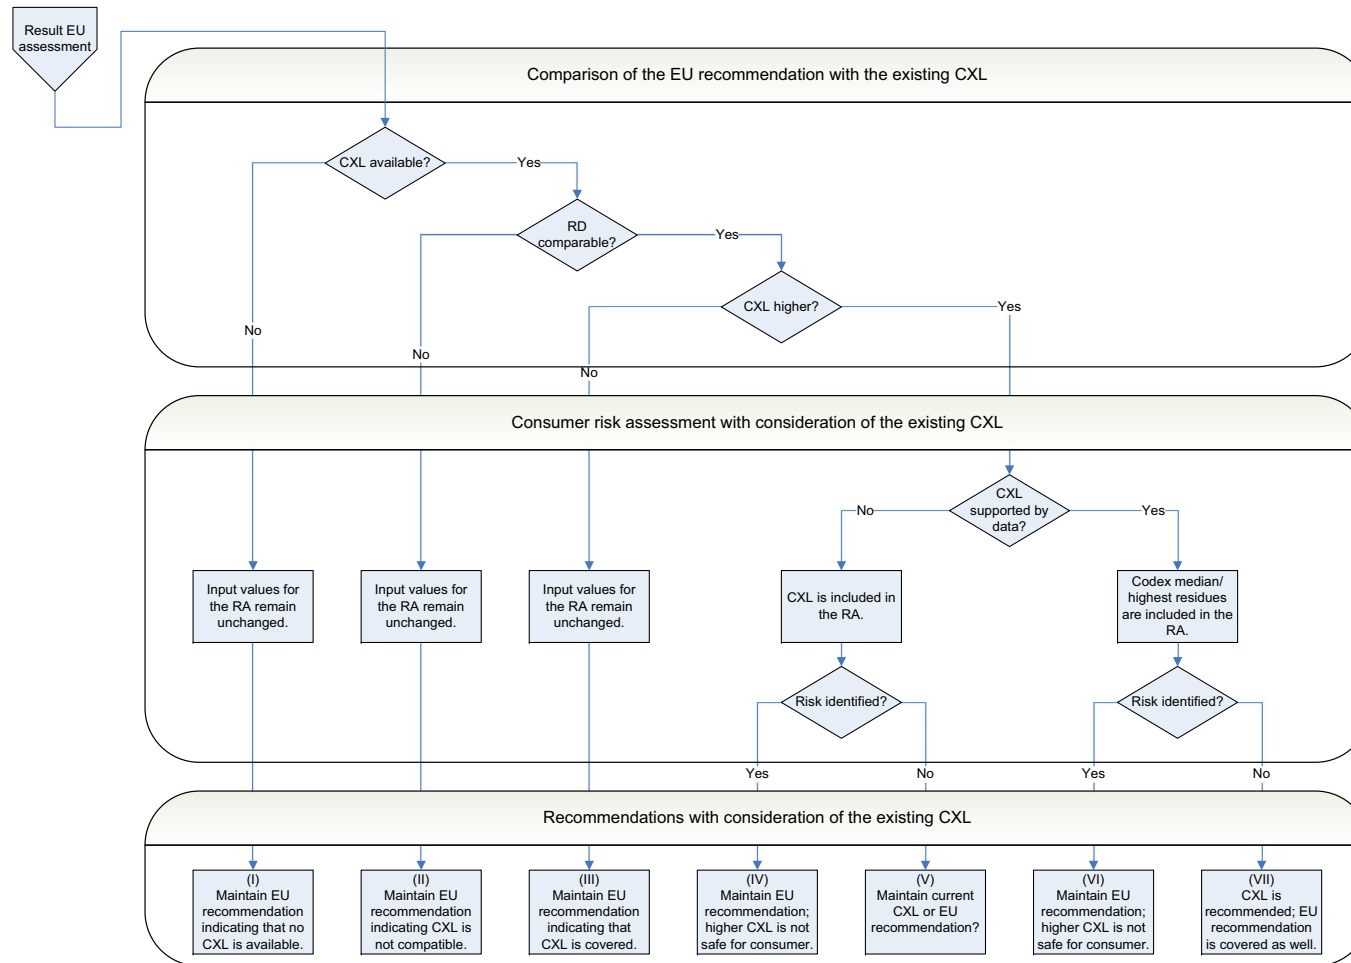 Result EU
assessment
Comparison of the EU recommendation with the existing CXL
CXL available?
Yes
RD
comparable?
Yes
CXL higher?
Yes
No
No
No
Consumer risk assessment with consideration of the existing CXL
CXL
supported by
data?
No
Yes
Input values for
the RA remain
unchanged.
Input values for
the RA remain
unchanged.
Input values for
the RA remain
unchanged.
CXL is included in
the RA.
Codex median/
highest residues
are included in the
RA.
Risk identified?
Risk identified?
Yes
No
Yes
No
Recommendations with consideration of the existing CXL
(I)
Maintain EU
recommendation
indicating that no
CXL is available.
(II)
Maintain EU
recommendation
indicating CXL is
not compatible.
(III)
Maintain EU
recommendation
indicating that
CXL is covered.
(IV)
Maintain EU
recommendation;
higher CXL is not
safe for consumer.
(V)
Maintain current
CXL or EU
recommendation?
(VI)
Maintain EU
recommendation;
higher CXL is not
safe for consumer.
(VII)
CXL is
recommended; EU
recommendation
is covered as well.